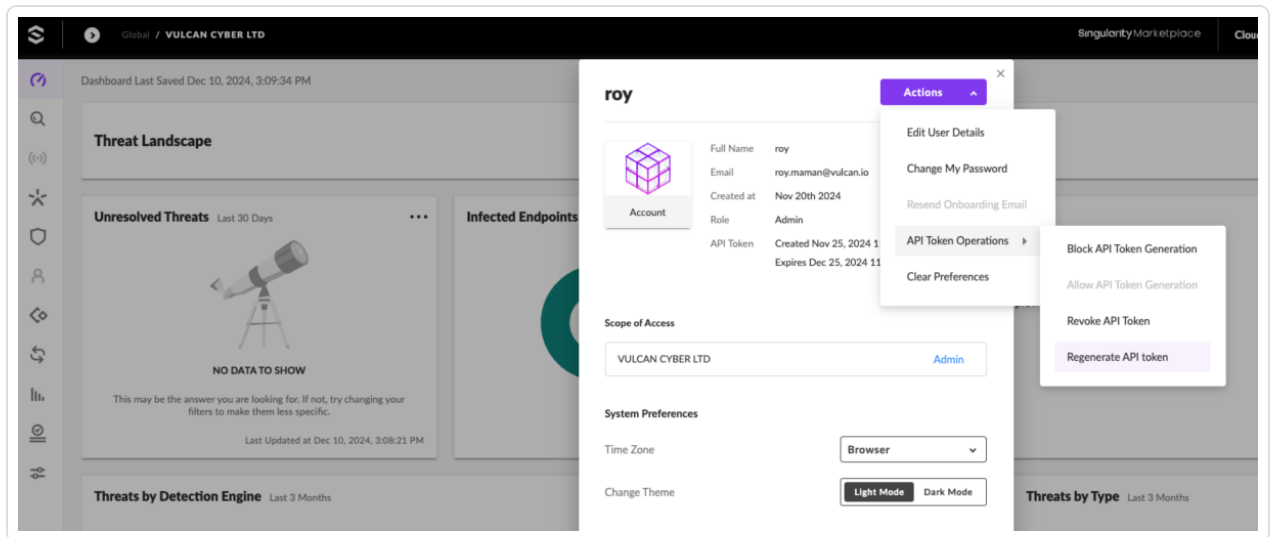 Global / VULCAN CYBER LTD
Singularity Marketplace
Dashboard Last Saved Dec 10, 2024, 3:09:34 PM
Threat Landscape
Unresolved Threats Last 30 Days
NO DATA TO SHOW
This may be the answer you are looking for. If not, try changing your
filters to make them less specific.
Last Updated at Dec 10, 2024, 3:08:21 PM
Infected Endpoints
Threats by Detection Engine Last 3 Months
roy
Actions
Account
Full Name roy
Email roy.maman@vulcan.io
Created at Nov 20th 2024
Role Admin
API Token Created Nov 25, 2024 1
Expires Dec 25, 2024 11
Edit User Details
Change My Password
Resend Onboarding Email
API Token Operations
Clear Preferences
Block API Token Generation
Allow API Token Generation
Revoke API Token
Regenerate API token
Scope of Access
VULCAN CYBER LTD Admin
System Preferences
Time Zone Browser
Change Theme Light Mode Dark Mode
Threats by Type Last 3 Months